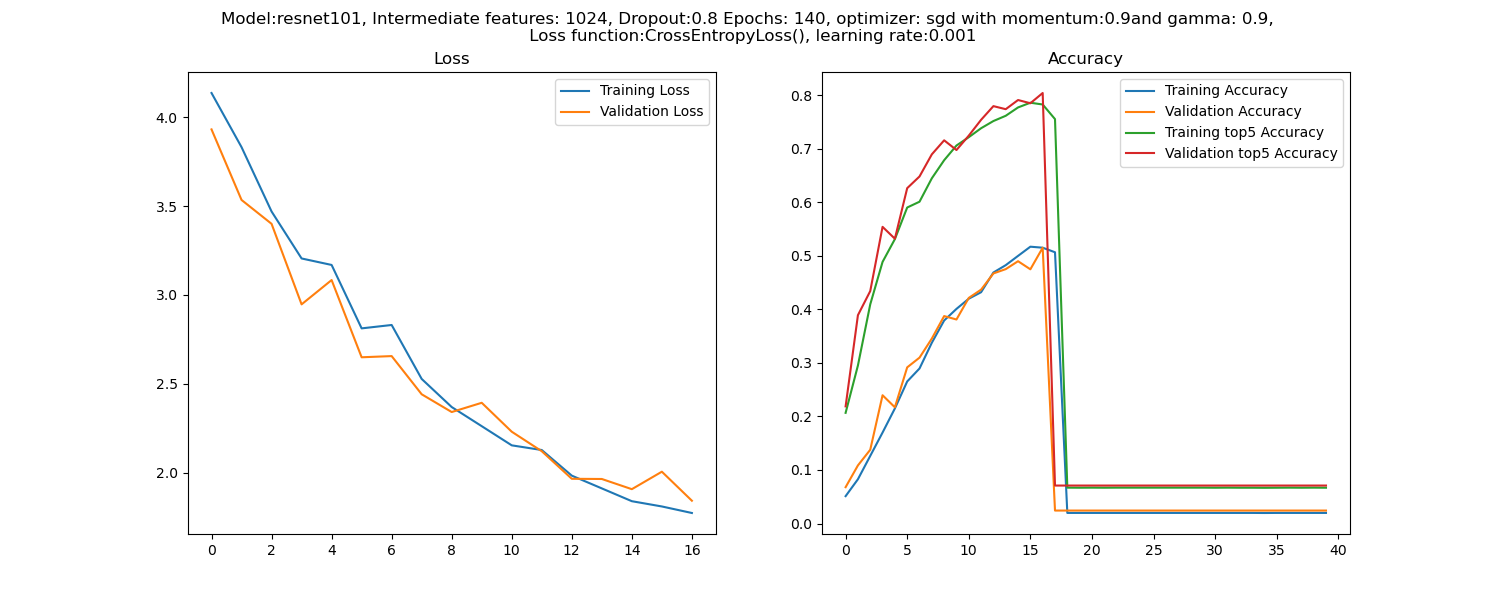 Model:resnet101, Intermediate features: 1024, Dropout:0.8 Epochs: 140, optimizer: sgd with momentum:0.9and gamma: 0.9,
Loss function:CrossEntropyLoss(), learning rate:0.001
Loss
Training Loss
Validation Loss
4.0
3.5
3.0
2.5
2.0
0 2 4 6 8 10 12 14 16
Accuracy
Training Accuracy
Validation Accuracy
Training top5 Accuracy
Validation top5 Accuracy
0.8
0.7
0.6
0.5
0.4
0.3
0.2
0.1
0.0
0 5 10 15 20 25 30 35 40